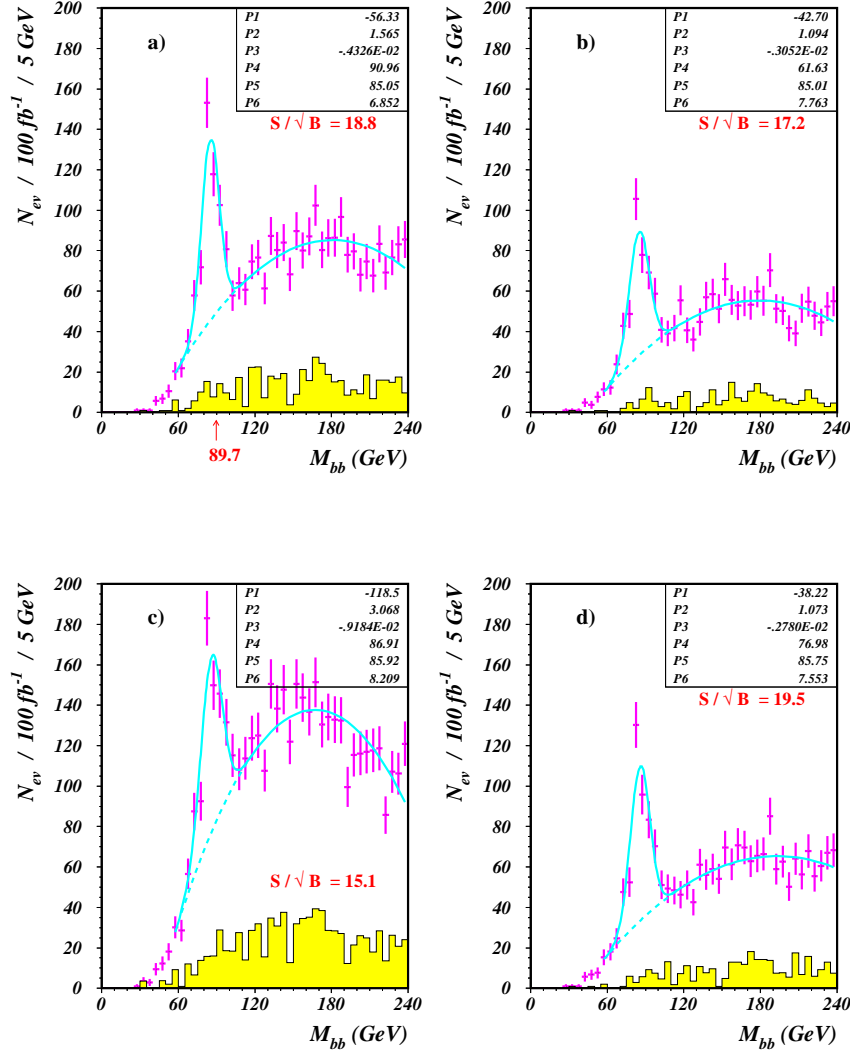 a)
P1 -56.33
P2 1.565
P3 -.4326E-02
P4 90.96
P5 85.05
P6 6.852
S / √ B = 18.8
N_ev / 100 fb^-1 / 5 GeV
200
180
160
140
120
100
80
60
40
20
0
0 60 120 180 240
89.7
M_bb (GeV)
b)
P1 -42.70
P2 1.094
P3 -.3052E-02
P4 61.63
P5 85.01
P6 7.763
S / √ B = 17.2
N_ev / 100 fb^-1 / 5 GeV
200
180
160
140
120
100
80
60
40
20
0
0 60 120 180 240
M_bb (GeV)
c)
P1 -118.5
P2 3.068
P3 -.9184E-02
P4 86.91
P5 85.92
P6 8.209
N_ev / 100 fb^-1 / 5 GeV
200
180
160
140
120
100
80
60
40
20
0
S / √ B = 15.1
0 60 120 180 240
M_bb (GeV)
d)
P1 -38.22
P2 1.073
P3 -.2780E-02
P4 76.98
P5 85.75
P6 7.553
S / √ B = 19.5
N_ev / 100 fb^-1 / 5 GeV
200
180
160
140
120
100
80
60
40
20
0
0 60 120 180 240
M_bb (GeV)